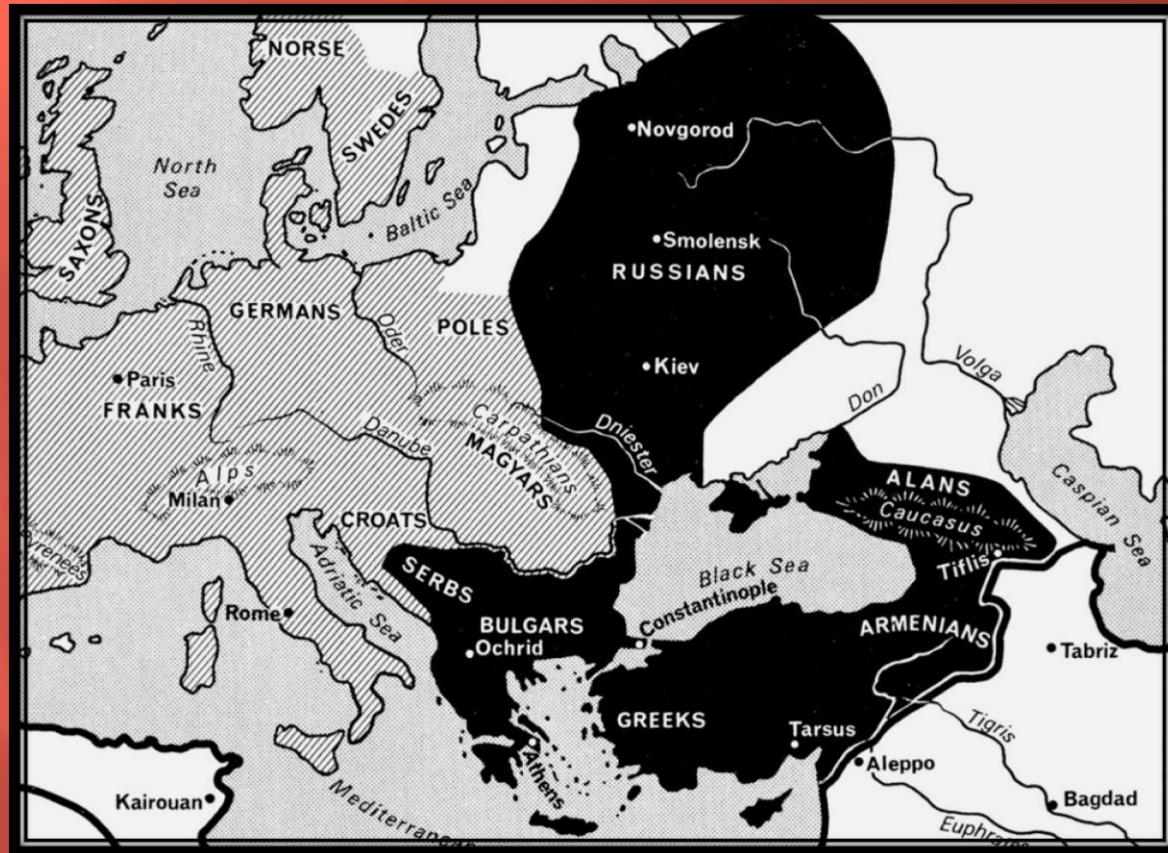 NORSE
SWEDES
North
Sea
SAXONS
Baltic Sea
Novgorod
Smolensk
RUSSIANS
GERMANS
Rhine
Oder
POLES
Paris
FRANKS
Kiev
Volga
Don
Carpathians
Danube
MAGYARS
Dniester
Alps
Milan
CROATS
ALANS
Caucasus
Caspian
Sea
Tiflis
Adriatic Sea
SERBS
Black Sea
Constantinople
Rome
BULGARS
Ochrid
ARMENIANS
Tabriz
GREEKS
Tarsus
Tigris
Athens
Aleppo
Kairouan
Bagdad